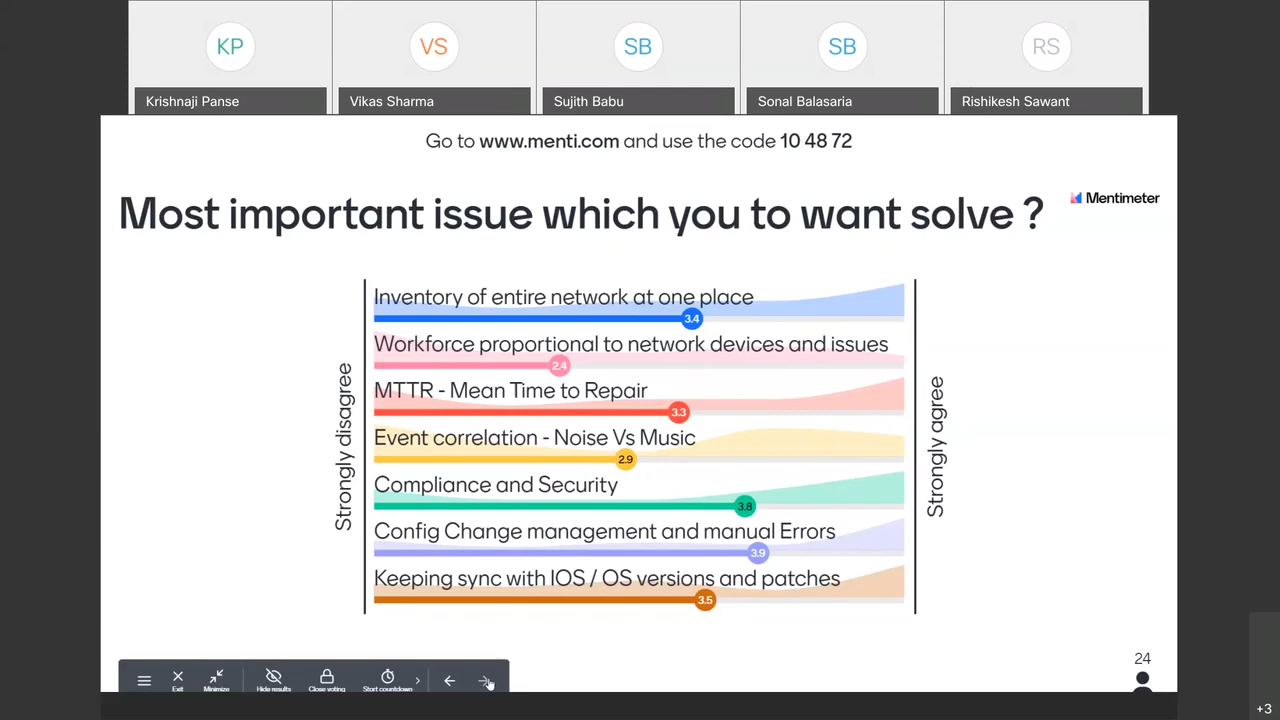 KP
VS
SB
SB
RS
Krishnaji Panse
Vikas Sharma
Sujith Babu
Sonal Balasaria
Rishikesh Sawant
Go to www.menti.com and use the code 10 48 72
Most important issue which you to want solve ?
Mentimeter
Strongly disagree
Inventory of entire network at one place
3.4
Workforce proportional to network devices and issues
2.4
MTTR - Mean Time to Repair
3.3
Event correlation - Noise Vs Music
2.9
Compliance and Security
3.8
Config Change management and manual Errors
3.9
Keeping sync with IOS / OS versions and patches
3.5
Strongly agree
24
Exit
Minimize
Hide results
Close voting
Start countdown
+3